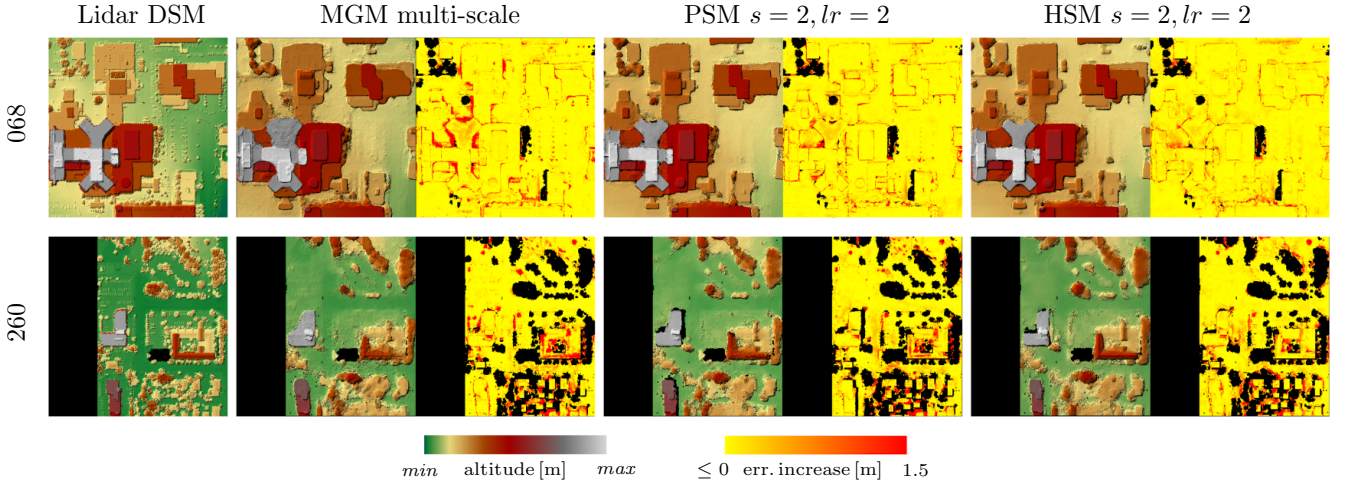 Lidar DSM MGM multi-scale PSM s = 2, lr = 2 HSM s = 2, lr = 2
068
260
min altitude [m] max ≤ 0 err. increase [m] 1.5